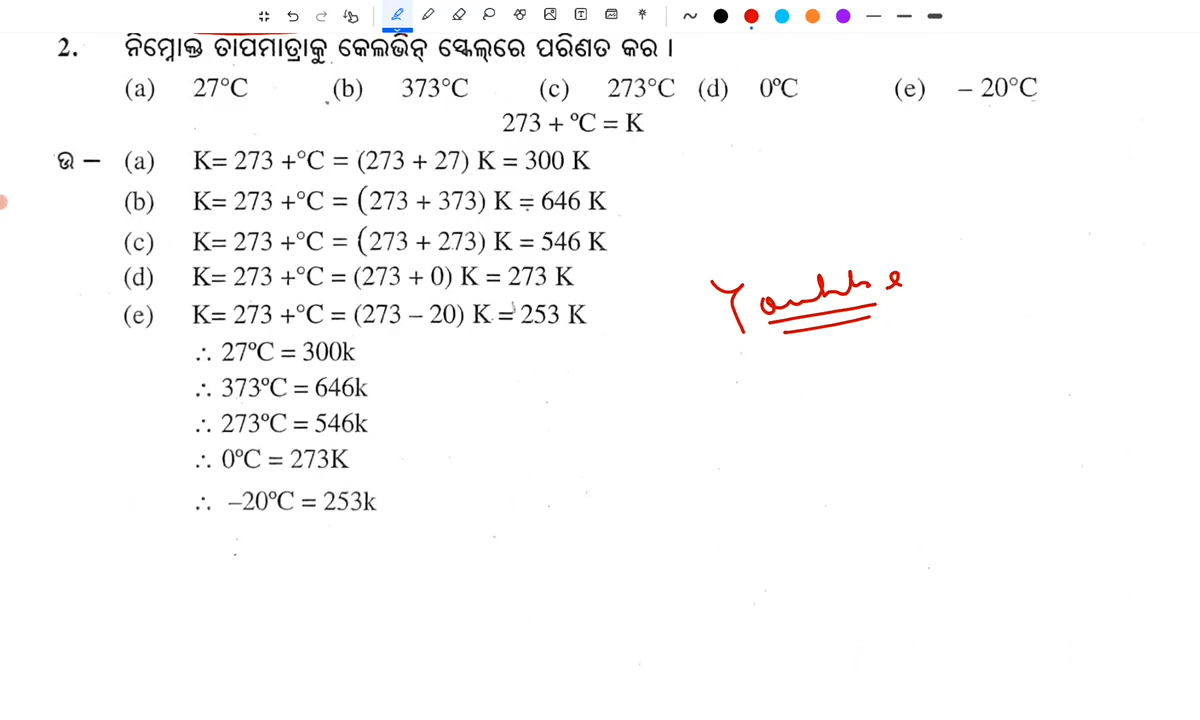 2. ନିମ୍ନୋକ୍ତ ତାପମାତ୍ରାକୁ କେଲଭିନ୍ ସ୍କେଲ୍‌ରେ ପରିଣତ କର ।
(a) 27°C (b) 373°C (c) 273°C (d) 0°C (e) – 20°C
273 + °C = K
ଉ – (a) K= 273 +°C = (273 + 27) K = 300 K
(b) K= 273 +°C = (273 + 373) K = 646 K
(c) K= 273 +°C = (273 + 273) K = 546 K
(d) K= 273 +°C = (273 + 0) K = 273 K
(e) K= 273 +°C = (273 – 20) K = 253 K
∴ 27°C = 300k
∴ 373°C = 646k
∴ 273°C = 546k
∴ 0°C = 273K
∴ –20°C = 253k